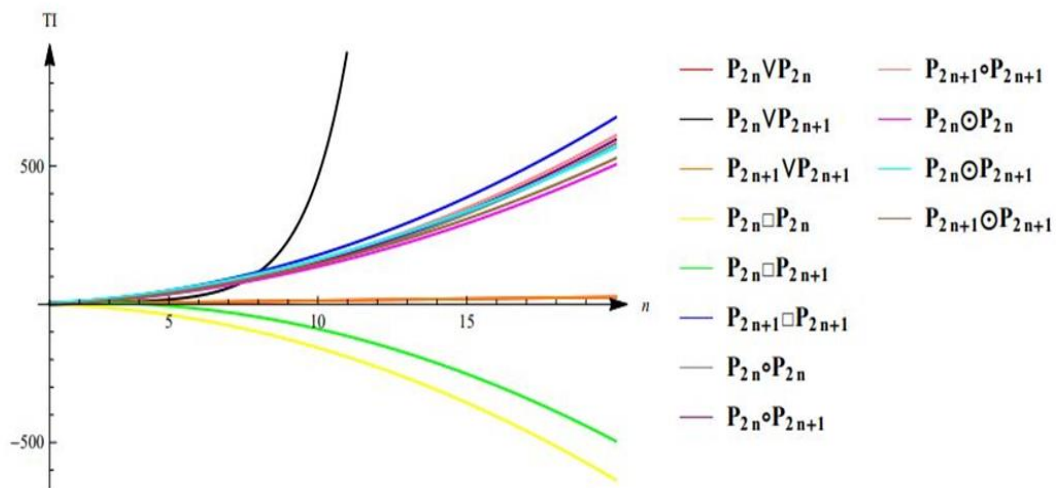 TI
500
-500
5
10
15
n
P₂ₙ∨P₂ₙ
P₂ₙ∨P₂ₙ₊₁
P₂ₙ₊₁∨P₂ₙ₊₁
P₂ₙ□P₂ₙ
P₂ₙ□P₂ₙ₊₁
P₂ₙ₊₁□P₂ₙ₊₁
P₂ₙ∘P₂ₙ
P₂ₙ∘P₂ₙ₊₁
P₂ₙ₊₁∘P₂ₙ₊₁
P₂ₙ⊙P₂ₙ
P₂ₙ⊙P₂ₙ₊₁
P₂ₙ₊₁⊙P₂ₙ₊₁